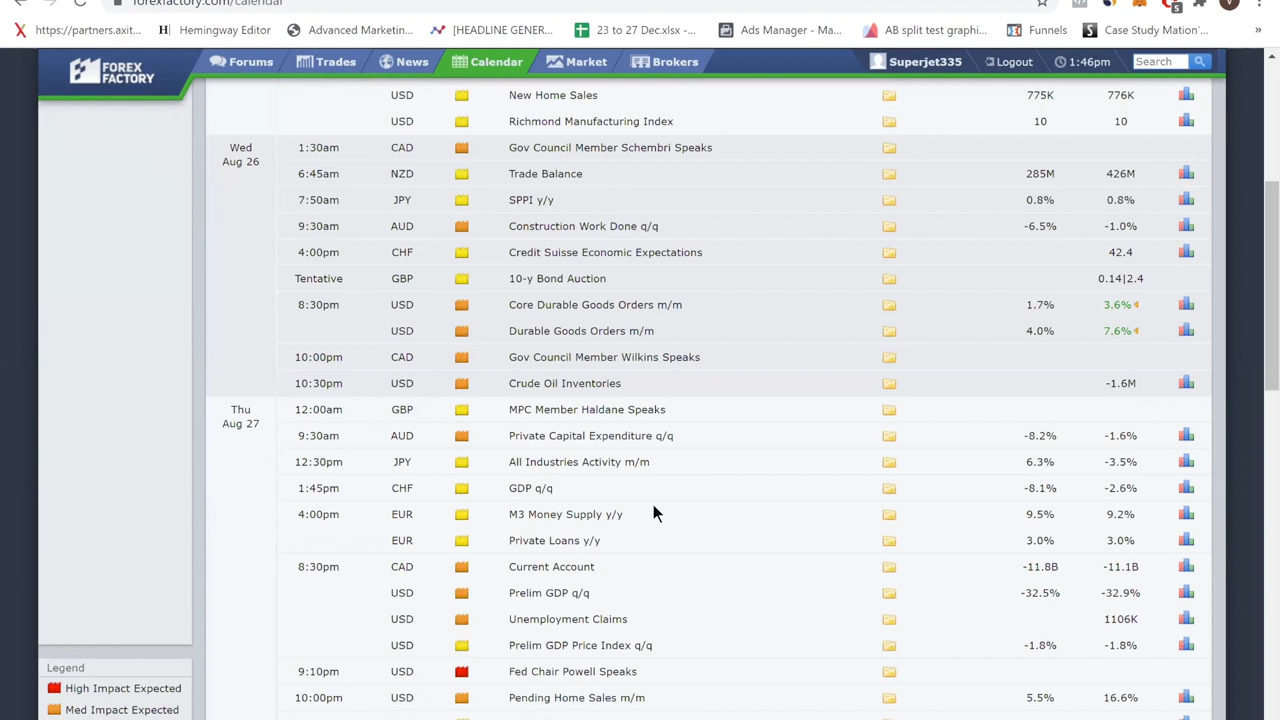 forexfactory.com/calendar
5
V
https://partners.axit...
Hemingway Editor
Advanced Marketin...
[HEADLINE GENER...
23 to 27 Dec.xlsx -...
Ads Manager - Ma...
AB split test graphi...
Funnels
Case Study Mation'...
»
FOREX FACTORY
Forums
Trades
News
Calendar
Market
Brokers
Superjet335
Logout
1:46pm
Search
USD New Home Sales 775K 776K
USD Richmond Manufacturing Index 10 10
Wed Aug 26
1:30am CAD Gov Council Member Schembri Speaks
6:45am NZD Trade Balance 285M 426M
7:50am JPY SPPI y/y 0.8% 0.8%
9:30am AUD Construction Work Done q/q -6.5% -1.0%
4:00pm CHF Credit Suisse Economic Expectations 42.4
Tentative GBP 10-y Bond Auction 0.14|2.4
8:30pm USD Core Durable Goods Orders m/m 1.7% 3.6%
USD Durable Goods Orders m/m 4.0% 7.6%
10:00pm CAD Gov Council Member Wilkins Speaks
10:30pm USD Crude Oil Inventories -1.6M
Thu Aug 27
12:00am GBP MPC Member Haldane Speaks
9:30am AUD Private Capital Expenditure q/q -8.2% -1.6%
12:30pm JPY All Industries Activity m/m 6.3% -3.5%
1:45pm CHF GDP q/q -8.1% -2.6%
4:00pm EUR M3 Money Supply y/y 9.5% 9.2%
EUR Private Loans y/y 3.0% 3.0%
8:30pm CAD Current Account -11.8B -11.1B
USD Prelim GDP q/q -32.5% -32.9%
USD Unemployment Claims 1106K
USD Prelim GDP Price Index q/q -1.8% -1.8%
9:10pm USD Fed Chair Powell Speaks
10:00pm USD Pending Home Sales m/m 5.5% 16.6%
Legend
High Impact Expected
Med Impact Expected